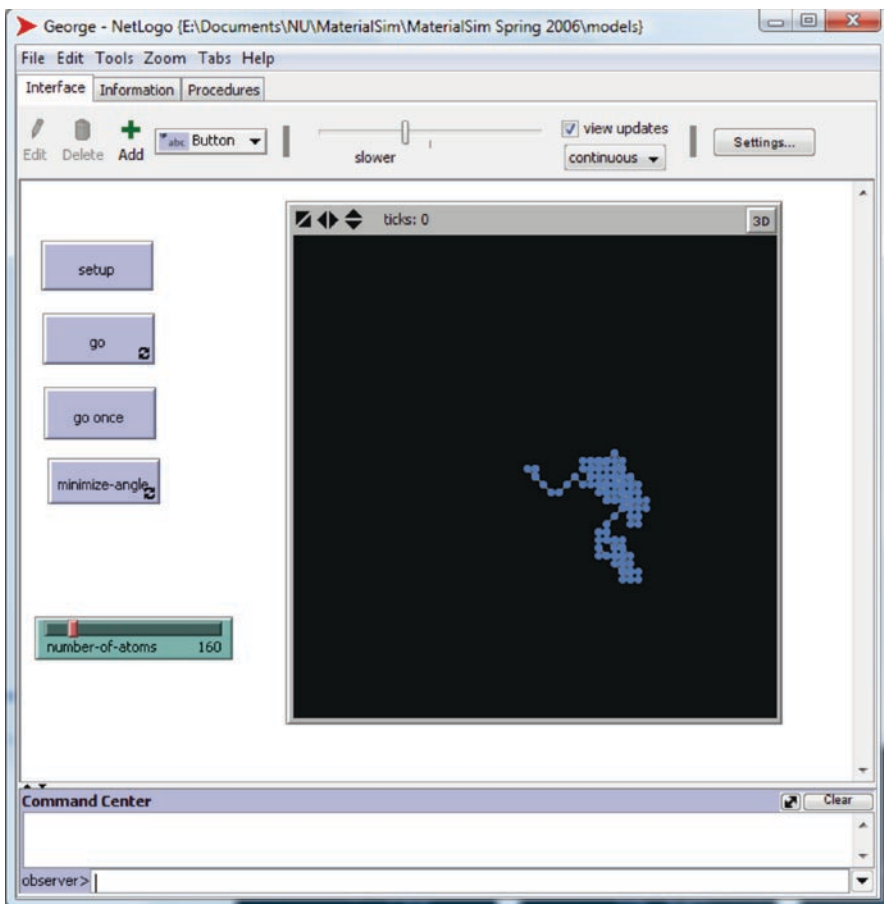 George - NetLogo {E:\Documents\NU\MaterialSim\MaterialSim Spring 2006\models}
File Edit Tools Zoom Tabs Help
Interface Information Procedures
Edit Delete Add abc Button slower view updates continuous Settings...
ticks: 0 3D
setup
go
go once
minimize-angle
number-of-atoms 160
Command Center Clear
observer>